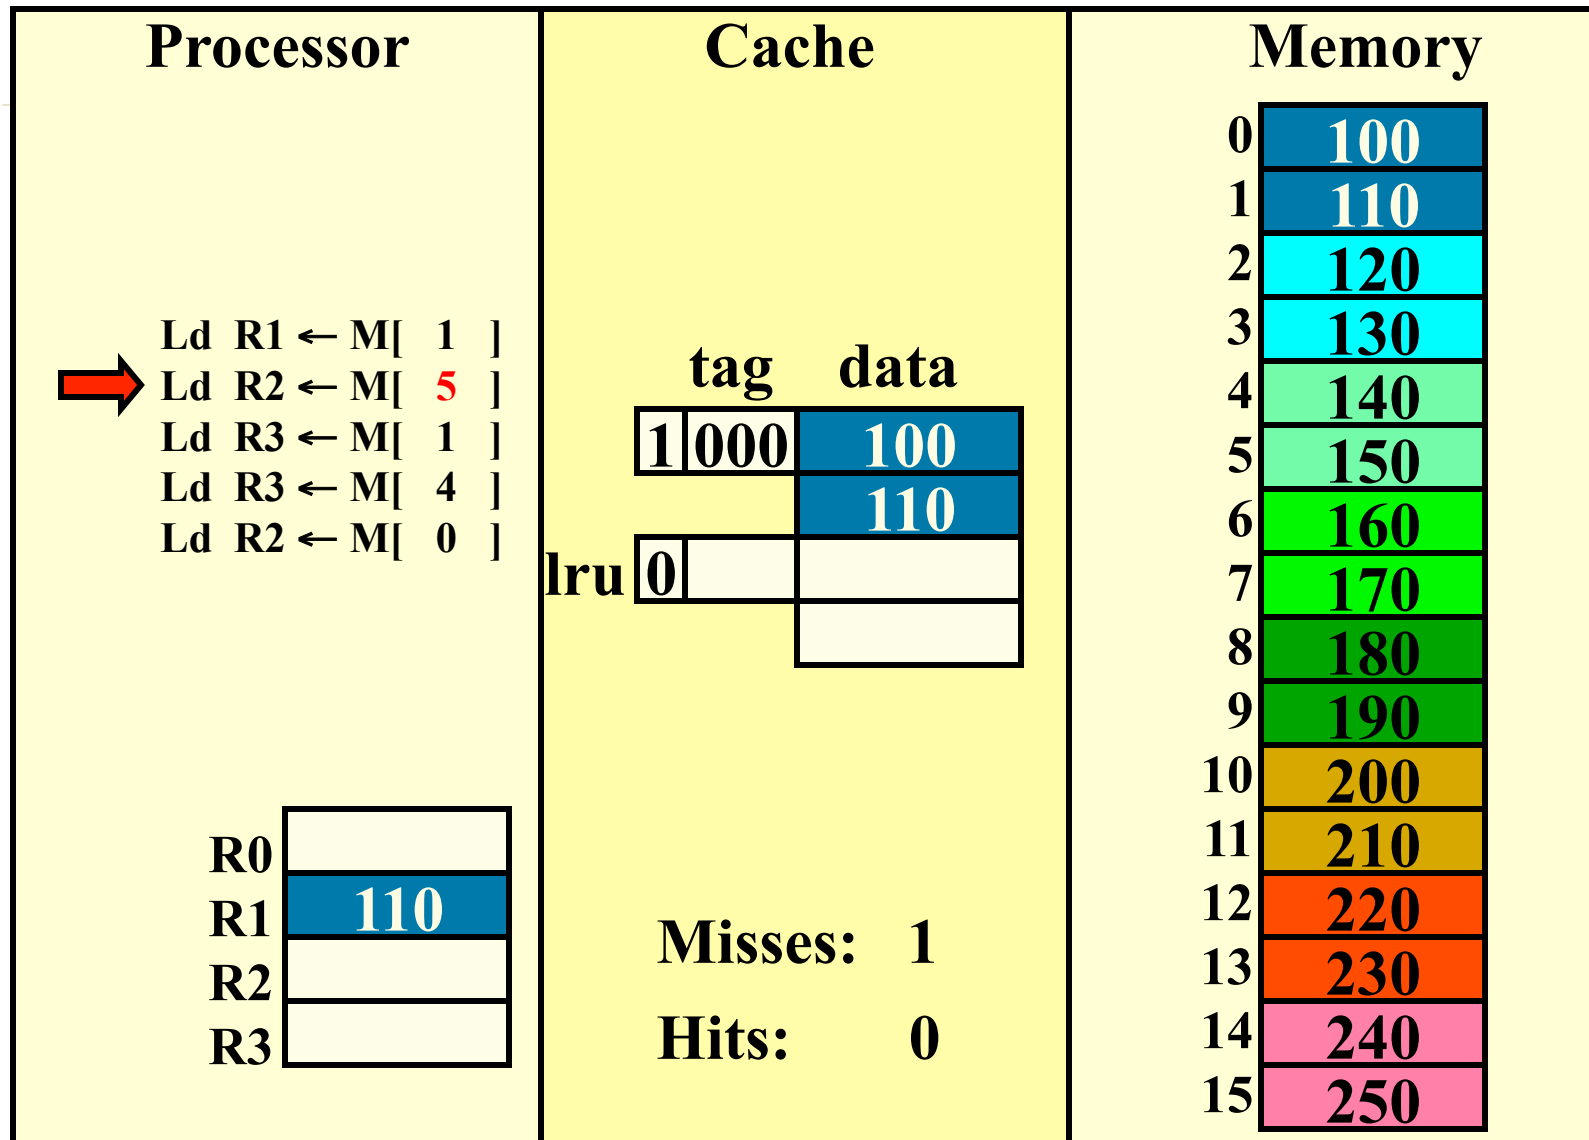 Processor
Ld R1 ← M[ 1 ]
Ld R2 ← M[ 5 ]
Ld R3 ← M[ 1 ]
Ld R3 ← M[ 4 ]
Ld R2 ← M[ 0 ]
R0
R1 110
R2
R3
Cache
tag data
1 000 100
110
lru 0
Misses: 1
Hits: 0
Memory
0 100
1 110
2 120
3 130
4 140
5 150
6 160
7 170
8 180
9 190
10 200
11 210
12 220
13 230
14 240
15 250